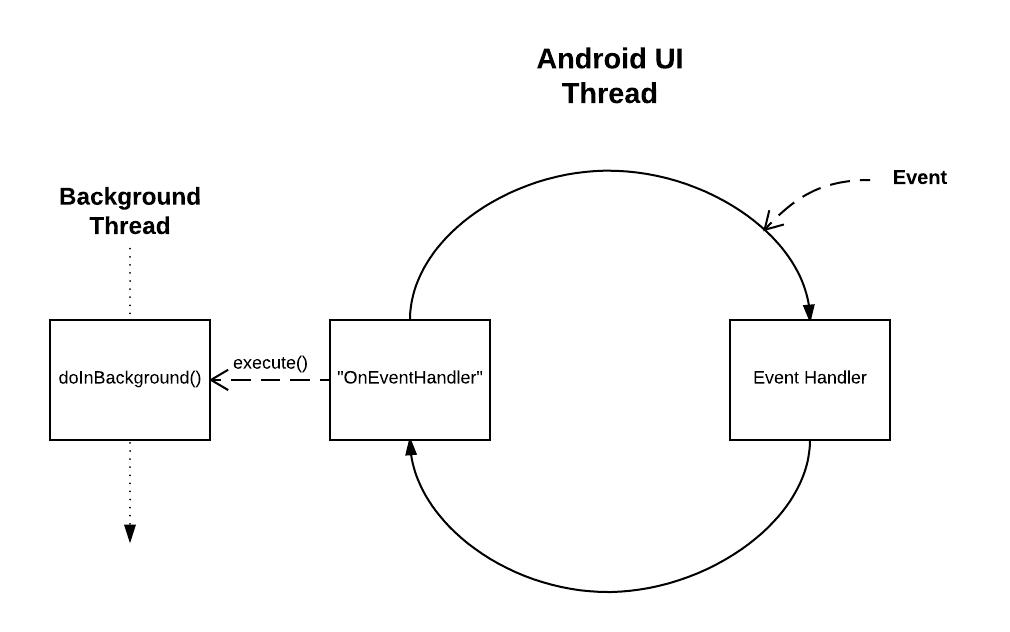 Android UI
Thread
Event
Background
Thread
doInBackground()
execute()
"OnEventHandler"
Event Handler